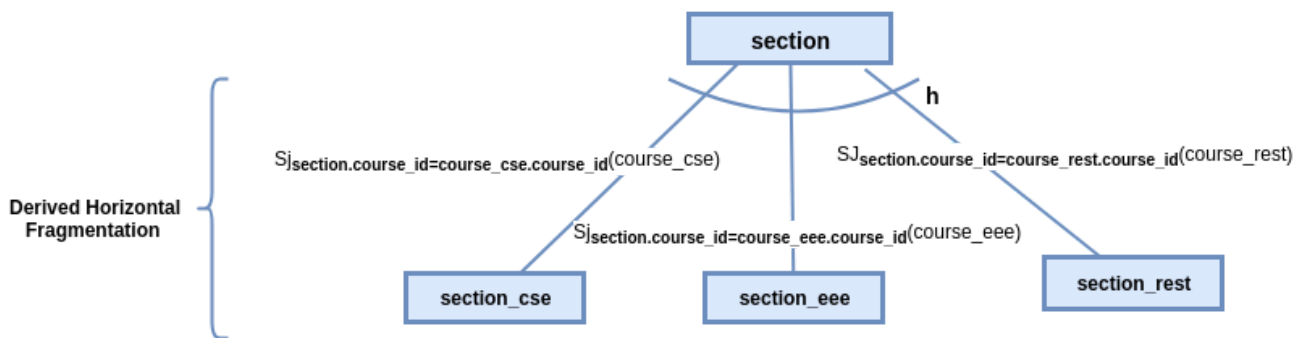 section
h
Sjsection.course_id=course_cse.course_id(course_cse)
SJsection.course_id=course_rest.course_id(course_rest)
Derived Horizontal
Fragmentation
Sjsection.course_id=course_eee.course_id(course_eee)
section_cse
section_eee
section_rest